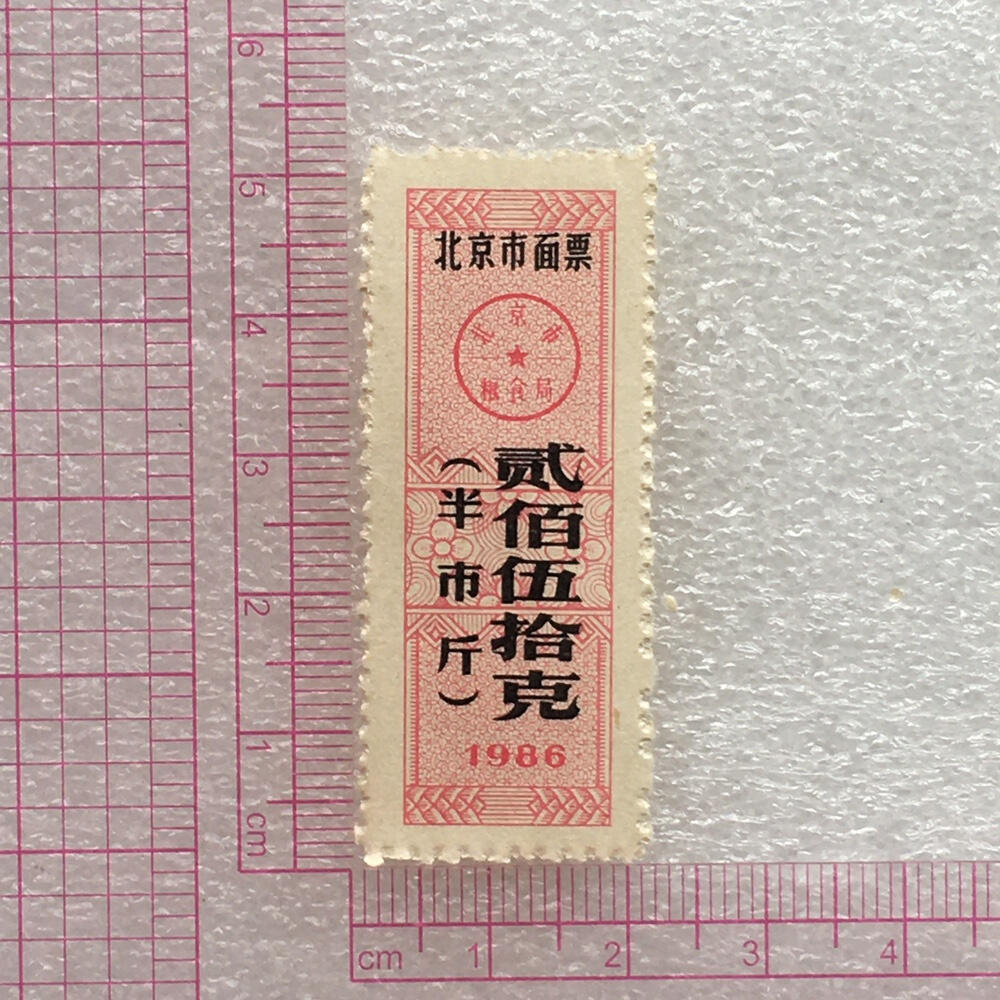 北京市面票
北京市
粮食局
贰佰伍拾克
（半市斤）
1986
6
5
4
3
2
1
cm
cm 1 2 3 4